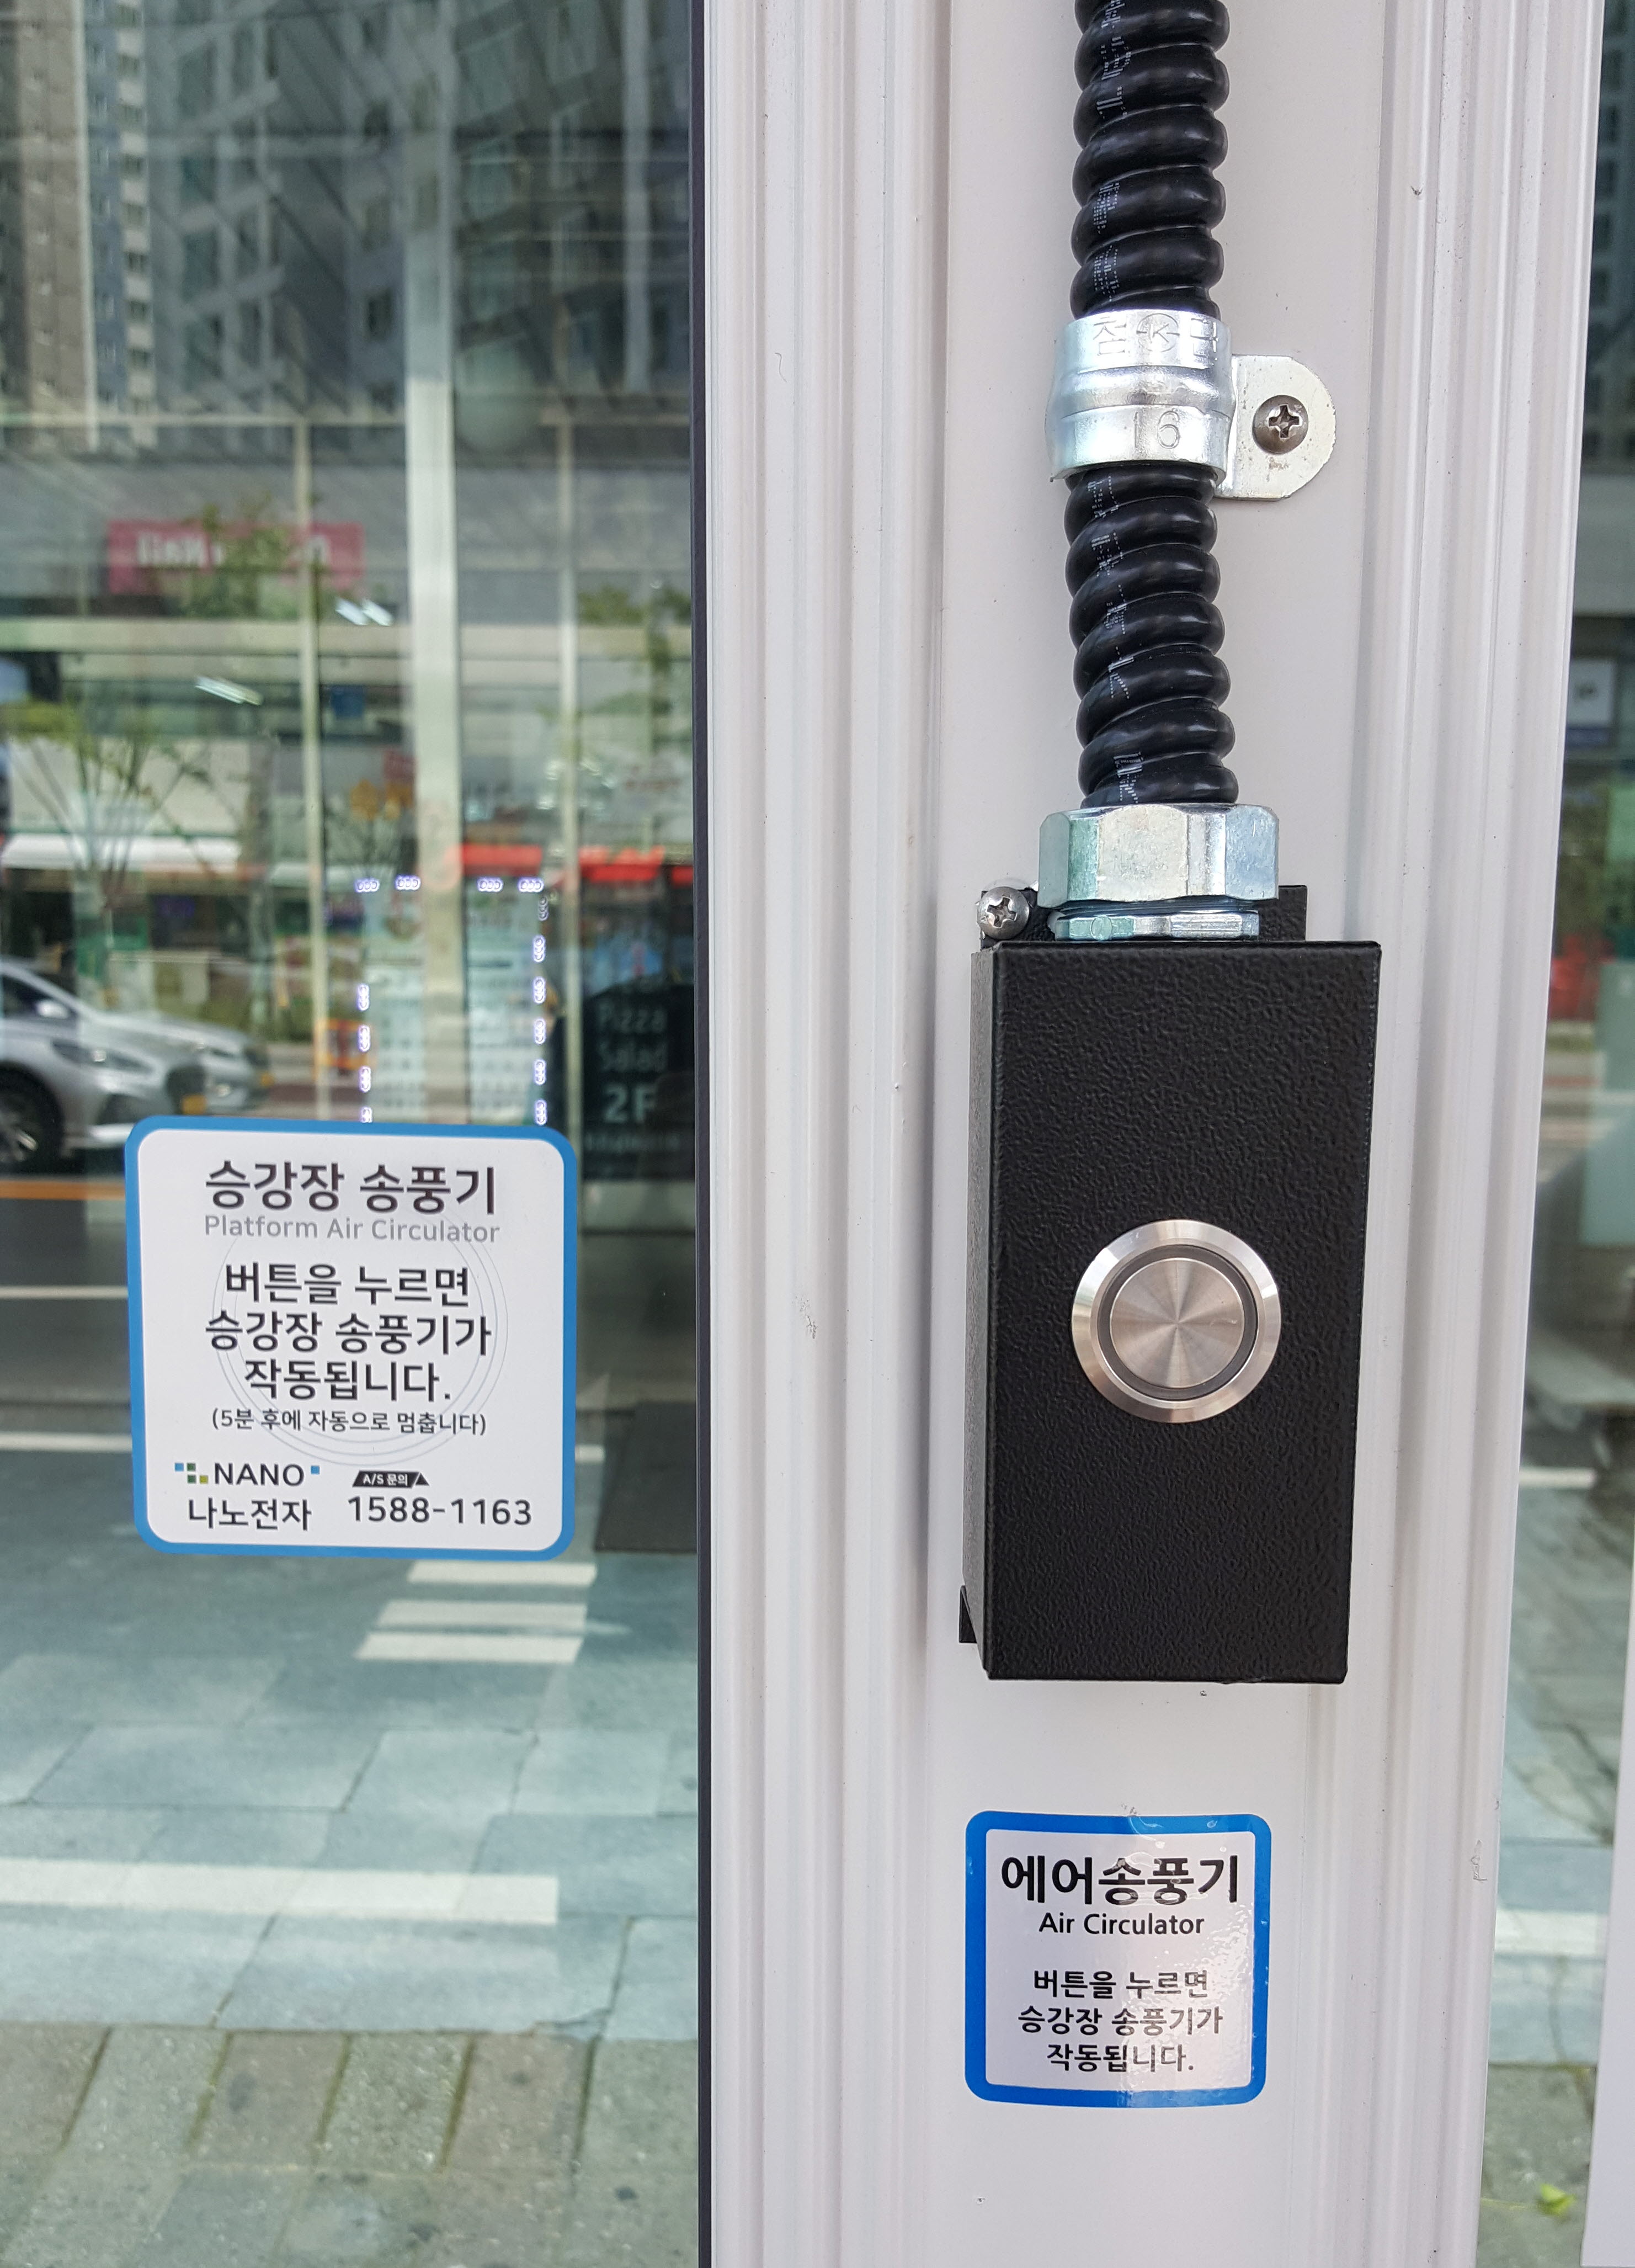 점 K 검
16
Pizza
Salad
2F
승강장 송풍기
Platform Air Circulator
버튼을 누르면
승강장 송풍기가
작동됩니다.
(5분 후에 자동으로 멈춥니다)
NANO
나노전자
A/S 문의
1588-1163
에어송풍기
Air Circulator
버튼을 누르면
승강장 송풍기가
작동됩니다.